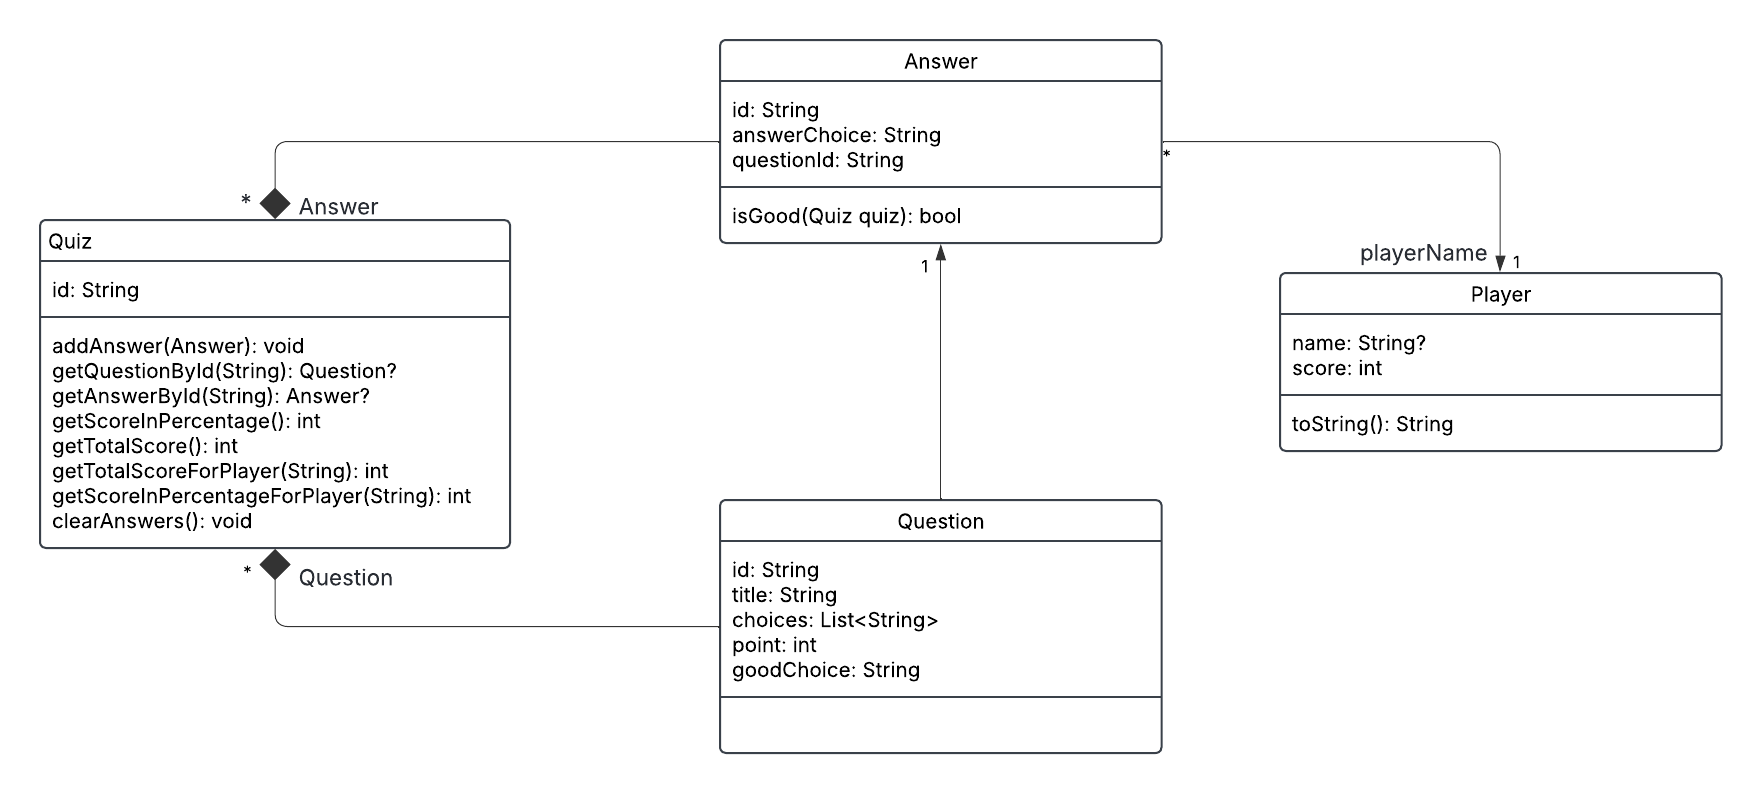 Answer
id: String
answerChoice: String
questionId: String
isGood(Quiz quiz): bool
*
* Answer
Quiz
id: String
addAnswer(Answer): void
getQuestionById(String): Question?
getAnswerById(String): Answer?
getScoreInPercentage(): int
getTotalScore(): int
getTotalScoreForPlayer(String): int
getScoreInPercentageForPlayer(String): int
clearAnswers(): void
* Question
1
playerName 1
Player
name: String?
score: int
toString(): String
Question
id: String
title: String
choices: List<String>
point: int
goodChoice: String